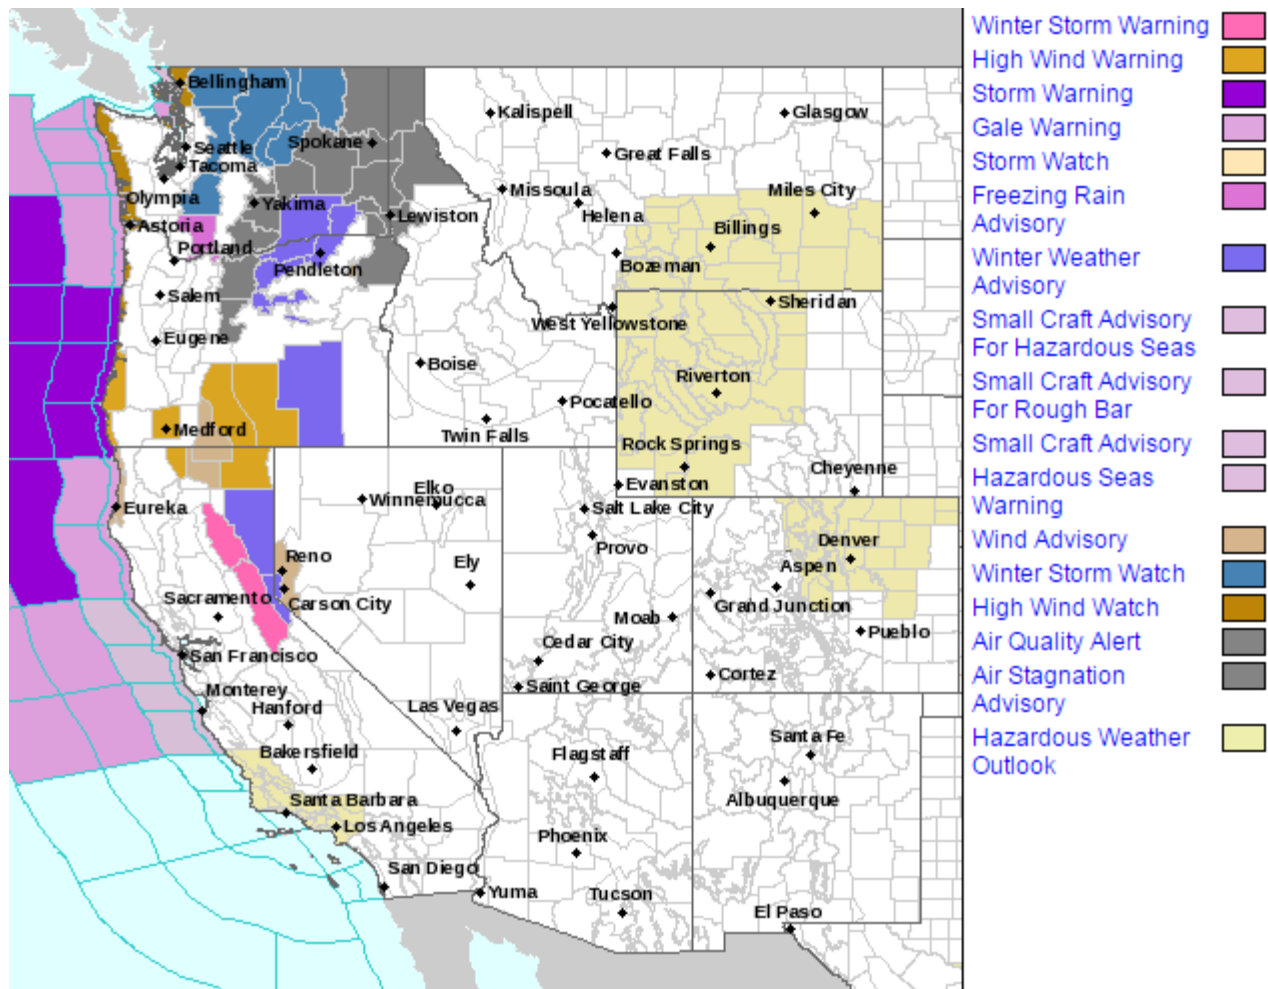 Winter Storm Warning
High Wind Warning
Storm Warning
Gale Warning
Storm Watch
Freezing Rain
Advisory
Winter Weather
Advisory
Small Craft Advisory
For Hazardous Seas
Small Craft Advisory
For Rough Bar
Small Craft Advisory
Hazardous Seas
Warning
Wind Advisory
Winter Storm Watch
High Wind Watch
Air Quality Alert
Air Stagnation
Advisory
Hazardous Weather
Outlook
Bellingham
Seattle
Tacoma
Spokane
Olympia
Yakima
Astoria
Lewiston
Portland
Pendleton
Salem
Eugene
Medford
Kalispell
Glasgow
Great Falls
Missoula
Helena
Miles City
Billings
Bozeman
West Yellowstone
Sheridan
Boise
Pocatello
Twin Falls
Riverton
Rock Springs
Evanston
Cheyenne
Eureka
Elko
Winnemucca
Reno
Ely
Carson City
Sacramento
San Francisco
Monterey
Hanford
Bakersfield
Las Vegas
Santa Barbara
Los Angeles
San Diego
Salt Lake City
Provo
Moab
Cedar City
Saint George
Denver
Aspen
Grand Junction
Pueblo
Cortez
Flagstaff
Phoenix
Yuma
Tucson
Santa Fe
Albuquerque
El Paso